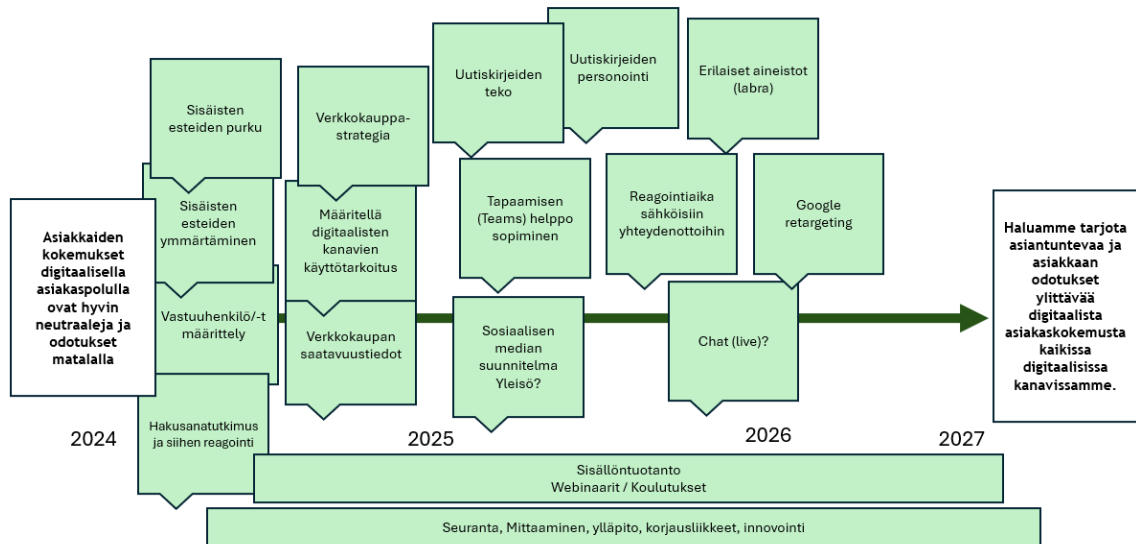 Asiakkaiden
kokemukset
digitaalisella
asiakaspolulla
ovat hyvin
neutraaleja ja
odotukset
matalalla
Sisäisten
esteiden purku
Sisäisten
esteiden
ymmärtäminen
Vastuuhenkilö/-t
määrittely
Hakusanatutkimus
ja siihen reagointi
Verkkokauppa-
strategia
Määritellä
digitaalisten
kanavien
käyttötarkoitus
Verkkokaupan
saatavuustiedot
Uutiskirjeiden
teko
Uutiskirjeiden
personointi
Tapaamisen
(Teams) helppo
sopiminen
Sosiaalisen
median
suunnitelma
Yleisö?
Erilaiset aineistot
(labra)
Reagointiaika
sähköisiin
yhteydenottoihin
Google
retargeting
Chat (live)?
Haluamme tarjota
asiantuntevaa ja
asiakkaan
odotukset
ylittävää
digitaalista
asiakaskokemusta
kaikissa
digitaalisissa
kanavissamme.
2024
2025
2026
2027
Sisällöntuotanto
Webinaarit / Koulutukset
Seuranta, Mittaaminen, ylläpito, korjausliikkeet, innovointi